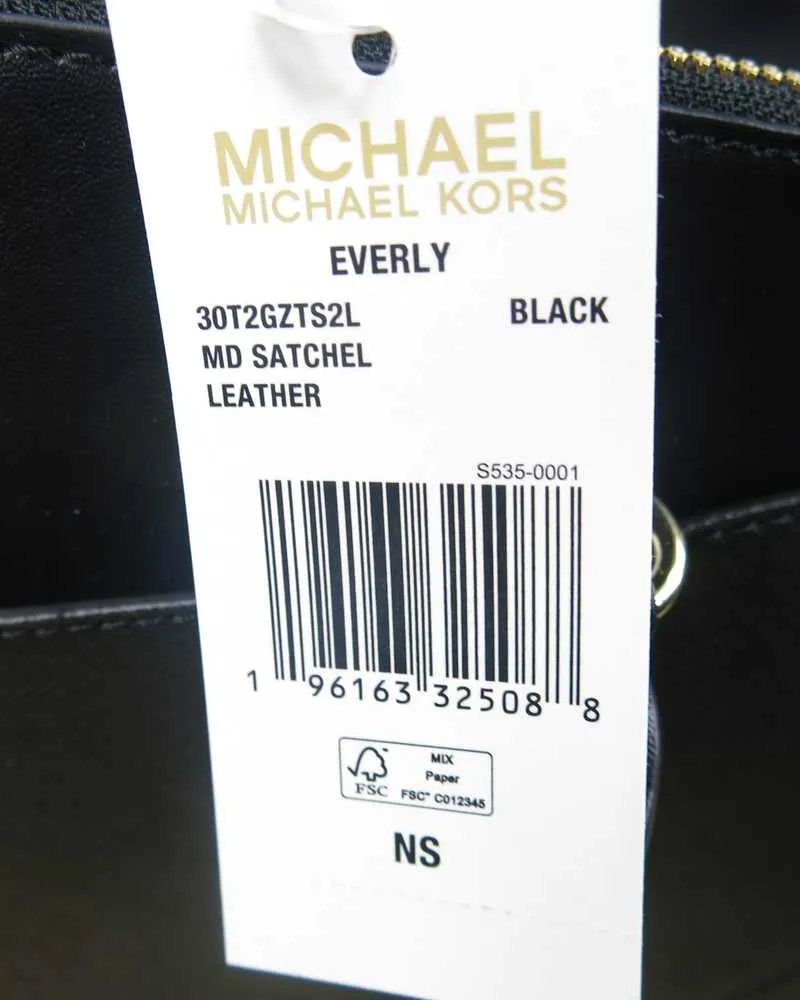 MICHAEL
MICHAEL KORS
EVERLY
30T2GZTS2L BLACK
MD SATCHEL
LEATHER
S535-0001
1 96163 32508 8
FSC
MIX
Paper
FSC™ C012345
NS